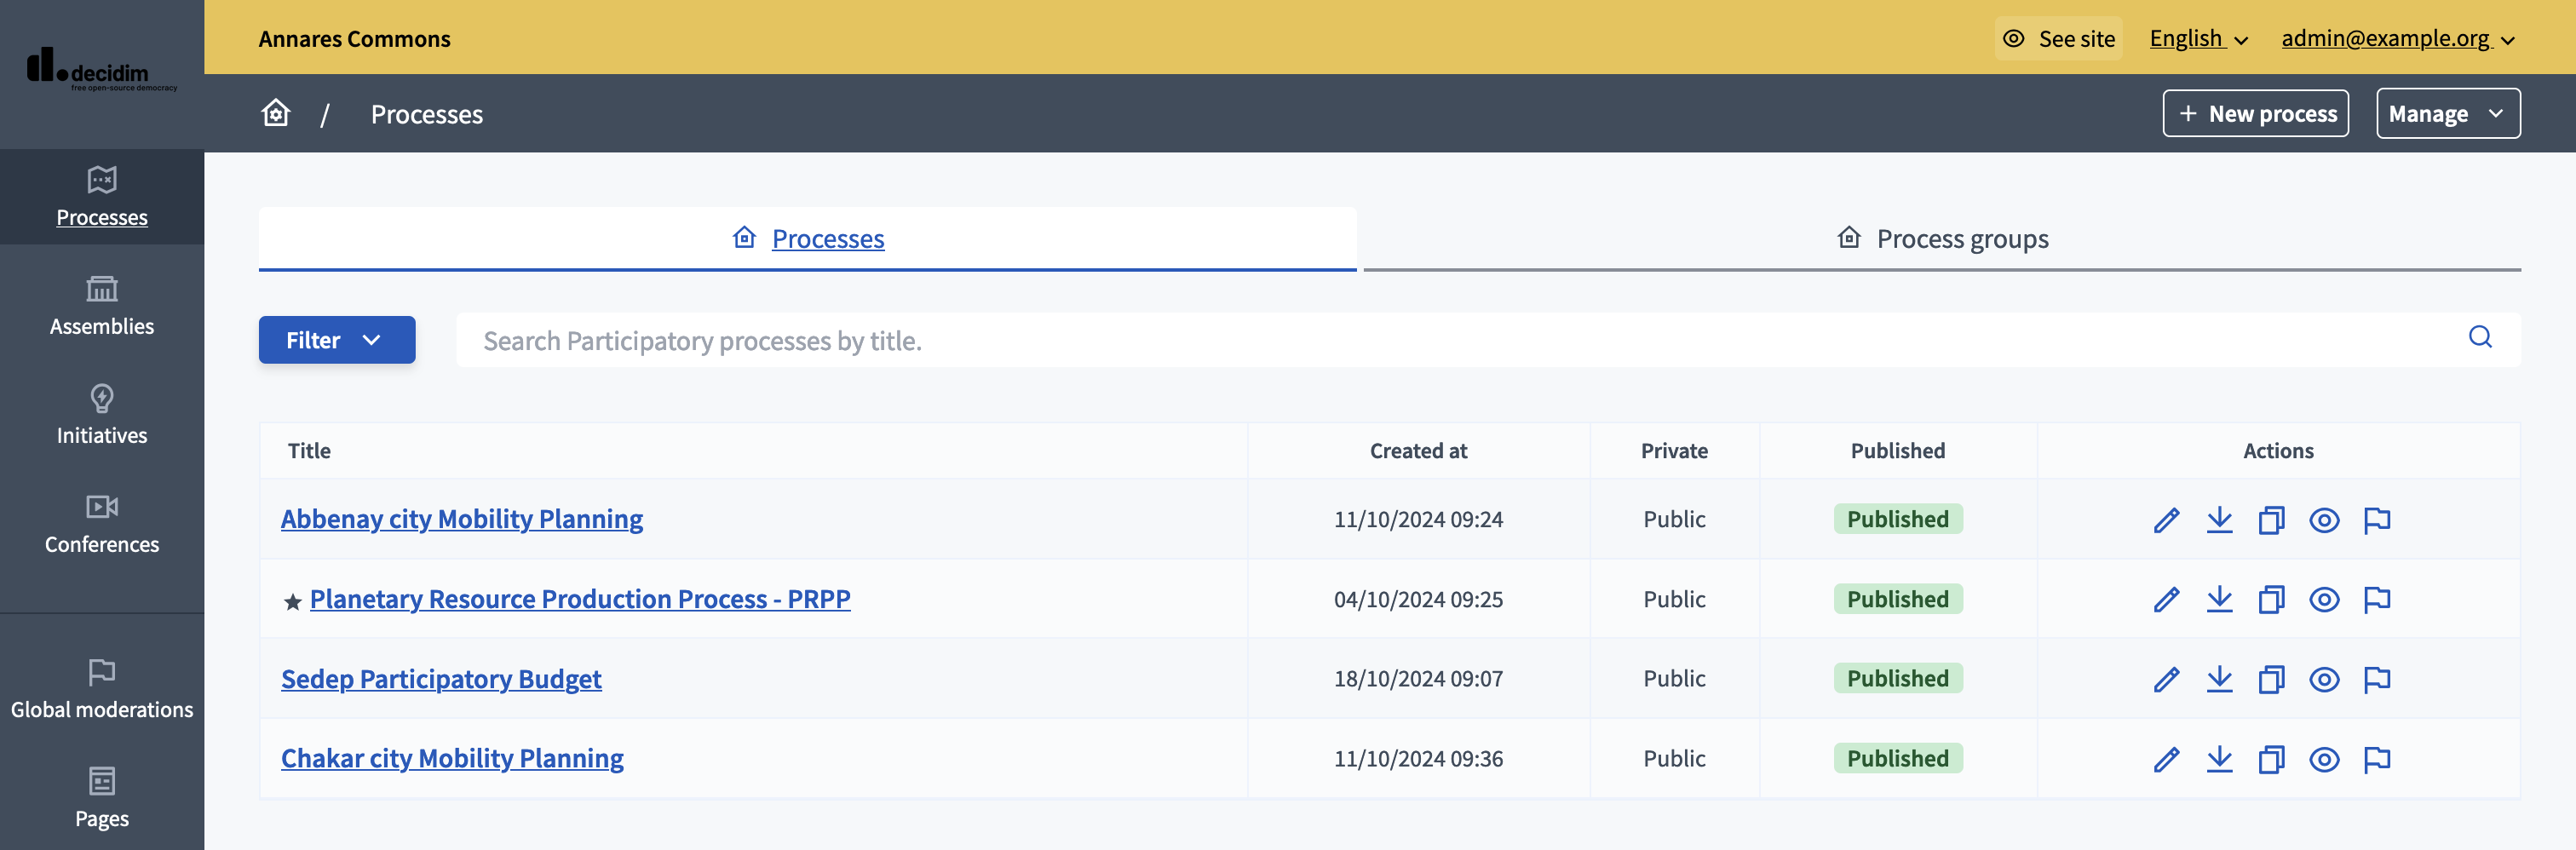 decidim
free open-source democracy
Annares Commons
See site
English
admin@example.org
/ Processes
+ New process
Manage
Processes
Assemblies
Initiatives
Conferences
Global moderations
Pages
Processes
Process groups
Filter
Search Participatory processes by title.
Title Created at Private Published Actions
Abbenay city Mobility Planning 11/10/2024 09:24 Public Published
Planetary Resource Production Process - PRPP 04/10/2024 09:25 Public Published
Sedep Participatory Budget 18/10/2024 09:07 Public Published
Chakar city Mobility Planning 11/10/2024 09:36 Public Published